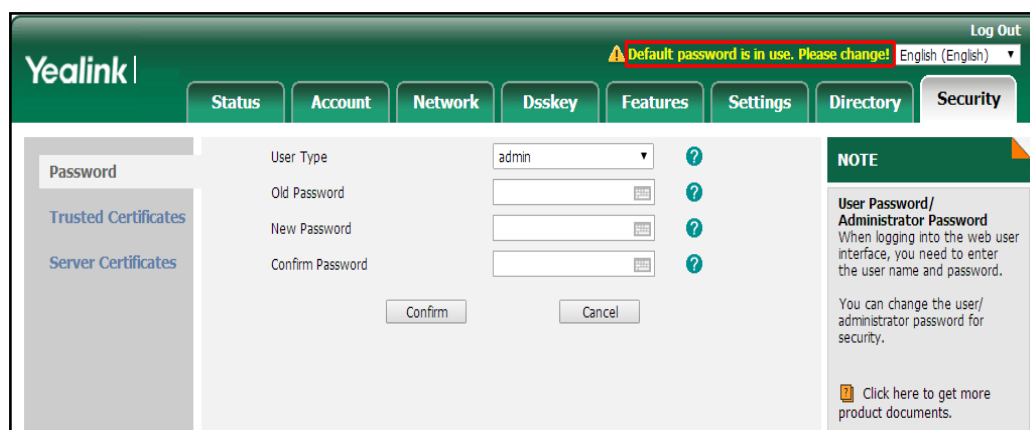 Log Out
Yealink
Default password is in use. Please change!
English (English)
Status
Account
Network
Dsskey
Features
Settings
Directory
Security
Password
Trusted Certificates
Server Certificates
User Type
admin
?
Old Password
?
New Password
?
Confirm Password
?
Confirm
Cancel
NOTE
User Password/
Administrator Password
When logging into the web user
interface, you need to enter
the user name and password.
You can change the user/
administrator password for
security.
? Click here to get more
product documents.